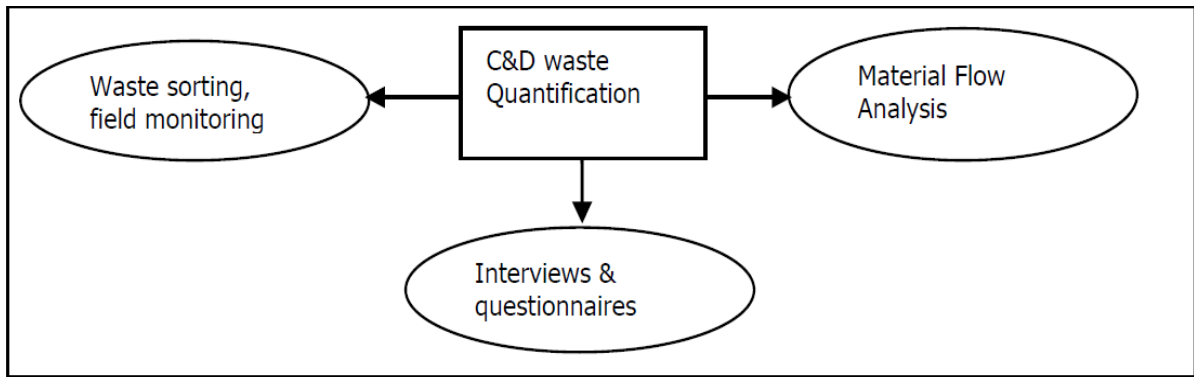 C&D waste
Quantification
Waste sorting,
field monitoring
Material Flow
Analysis
Interviews &
questionnaires